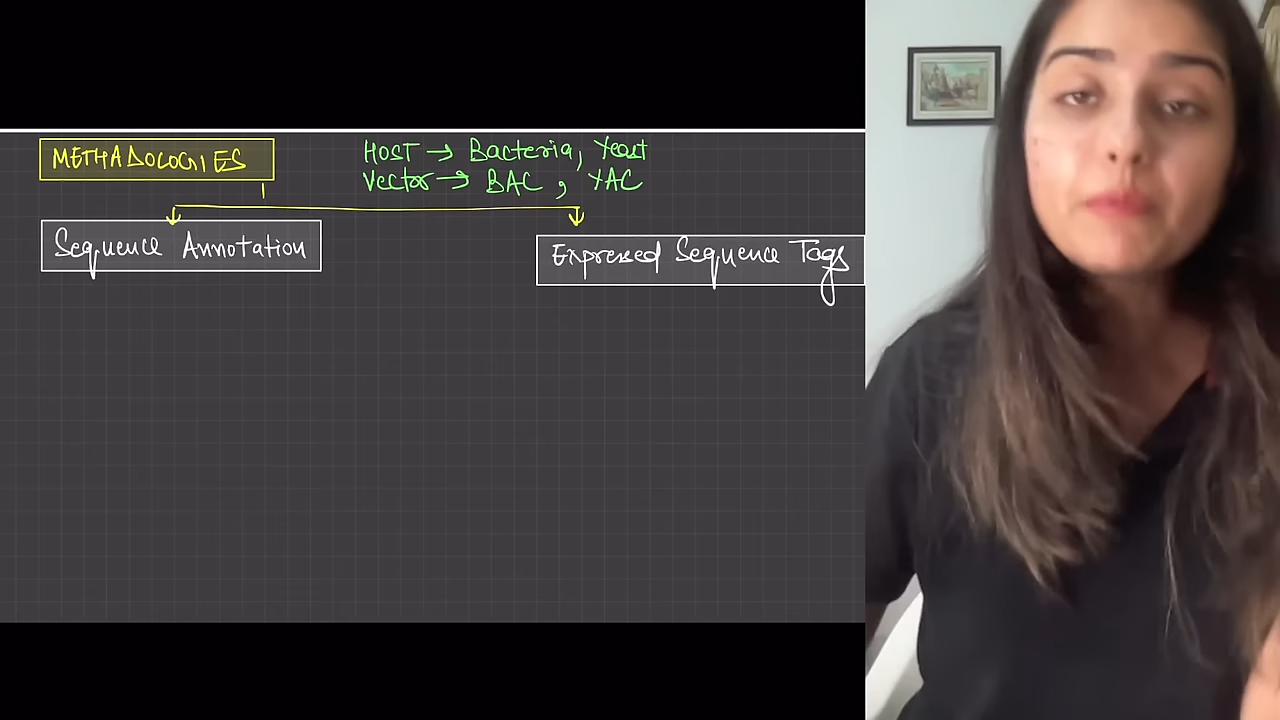 METHADOLOGIES
HOST → Bacteria, Yeast
Vector → BAC, YAC
Sequence Annotation
Expressed Sequence Tags